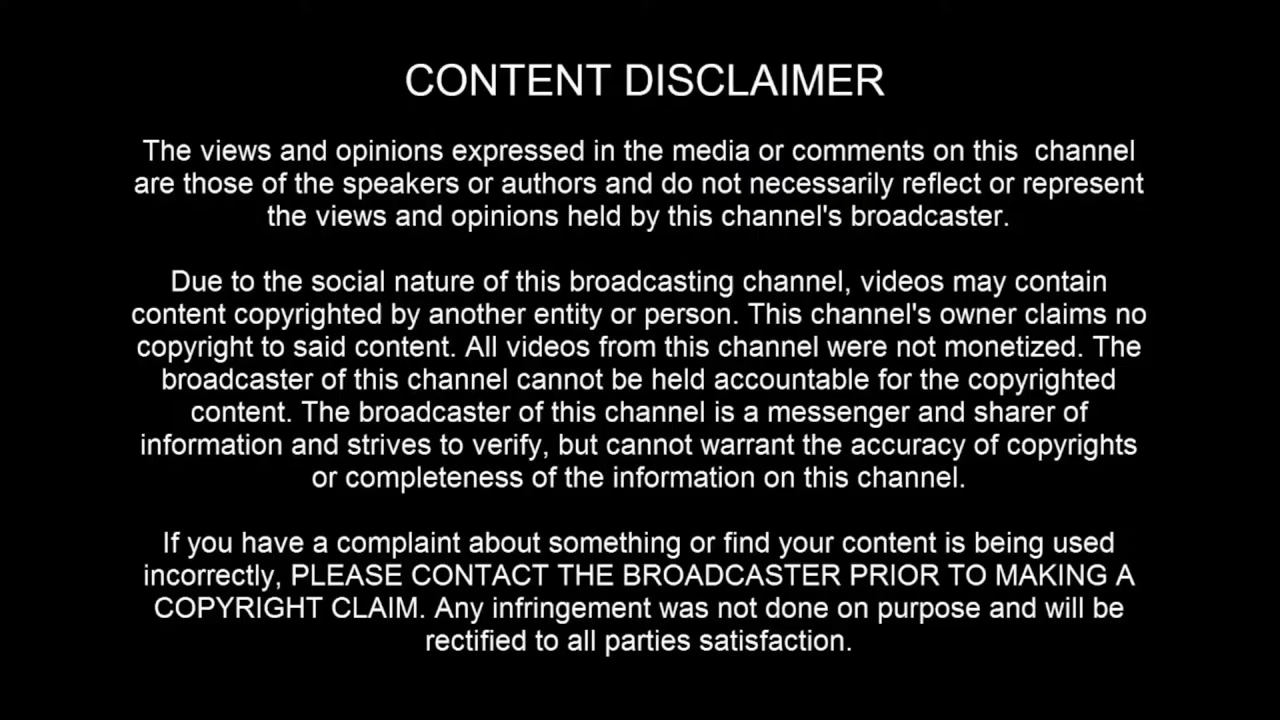 CONTENT DISCLAIMER
The views and opinions expressed in the media or comments on this channel
are those of the speakers or authors and do not necessarily reflect or represent
the views and opinions held by this channel's broadcaster.
Due to the social nature of this broadcasting channel, videos may contain
content copyrighted by another entity or person. This channel's owner claims no
copyright to said content. All videos from this channel were not monetized. The
broadcaster of this channel cannot be held accountable for the copyrighted
content. The broadcaster of this channel is a messenger and sharer of
information and strives to verify, but cannot warrant the accuracy of copyrights
or completeness of the information on this channel.
If you have a complaint about something or find your content is being used
incorrectly, PLEASE CONTACT THE BROADCASTER PRIOR TO MAKING A
COPYRIGHT CLAIM. Any infringement was not done on purpose and will be
rectified to all parties satisfaction.